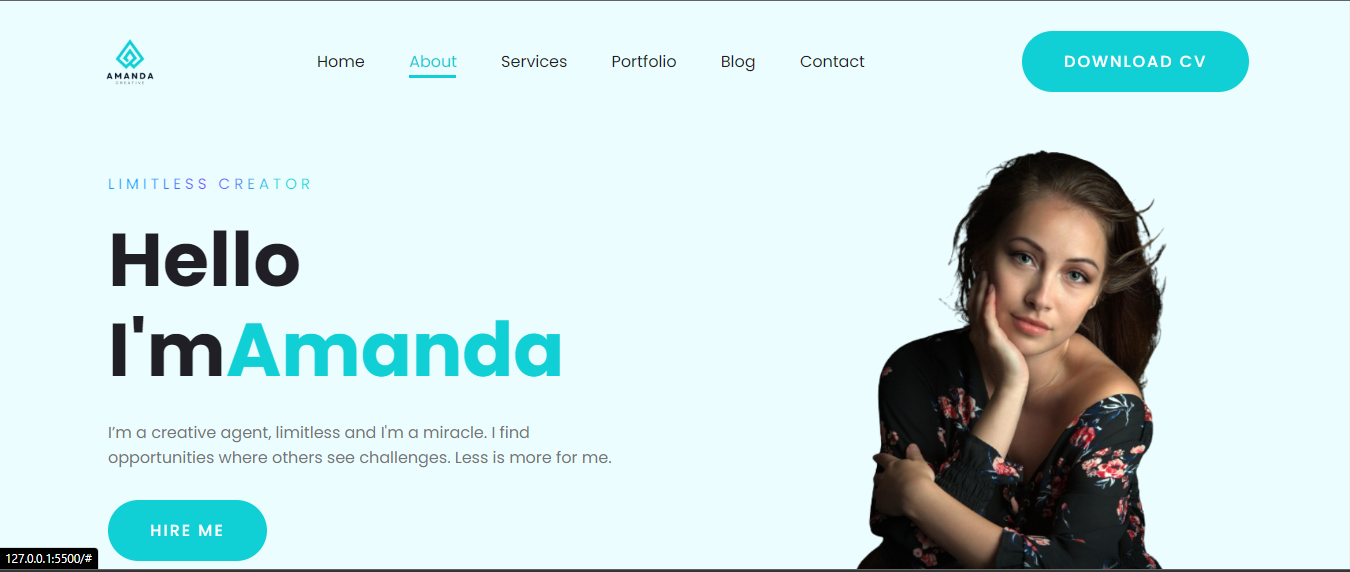 AMANDA
CREATIVE
Home About Services Portfolio Blog Contact
DOWNLOAD CV
LIMITLESS CREATOR
Hello
I'mAmanda
I’m a creative agent, limitless and I'm a miracle. I find
opportunities where others see challenges. Less is more for me.
HIRE ME
127.0.0.1:5500/#